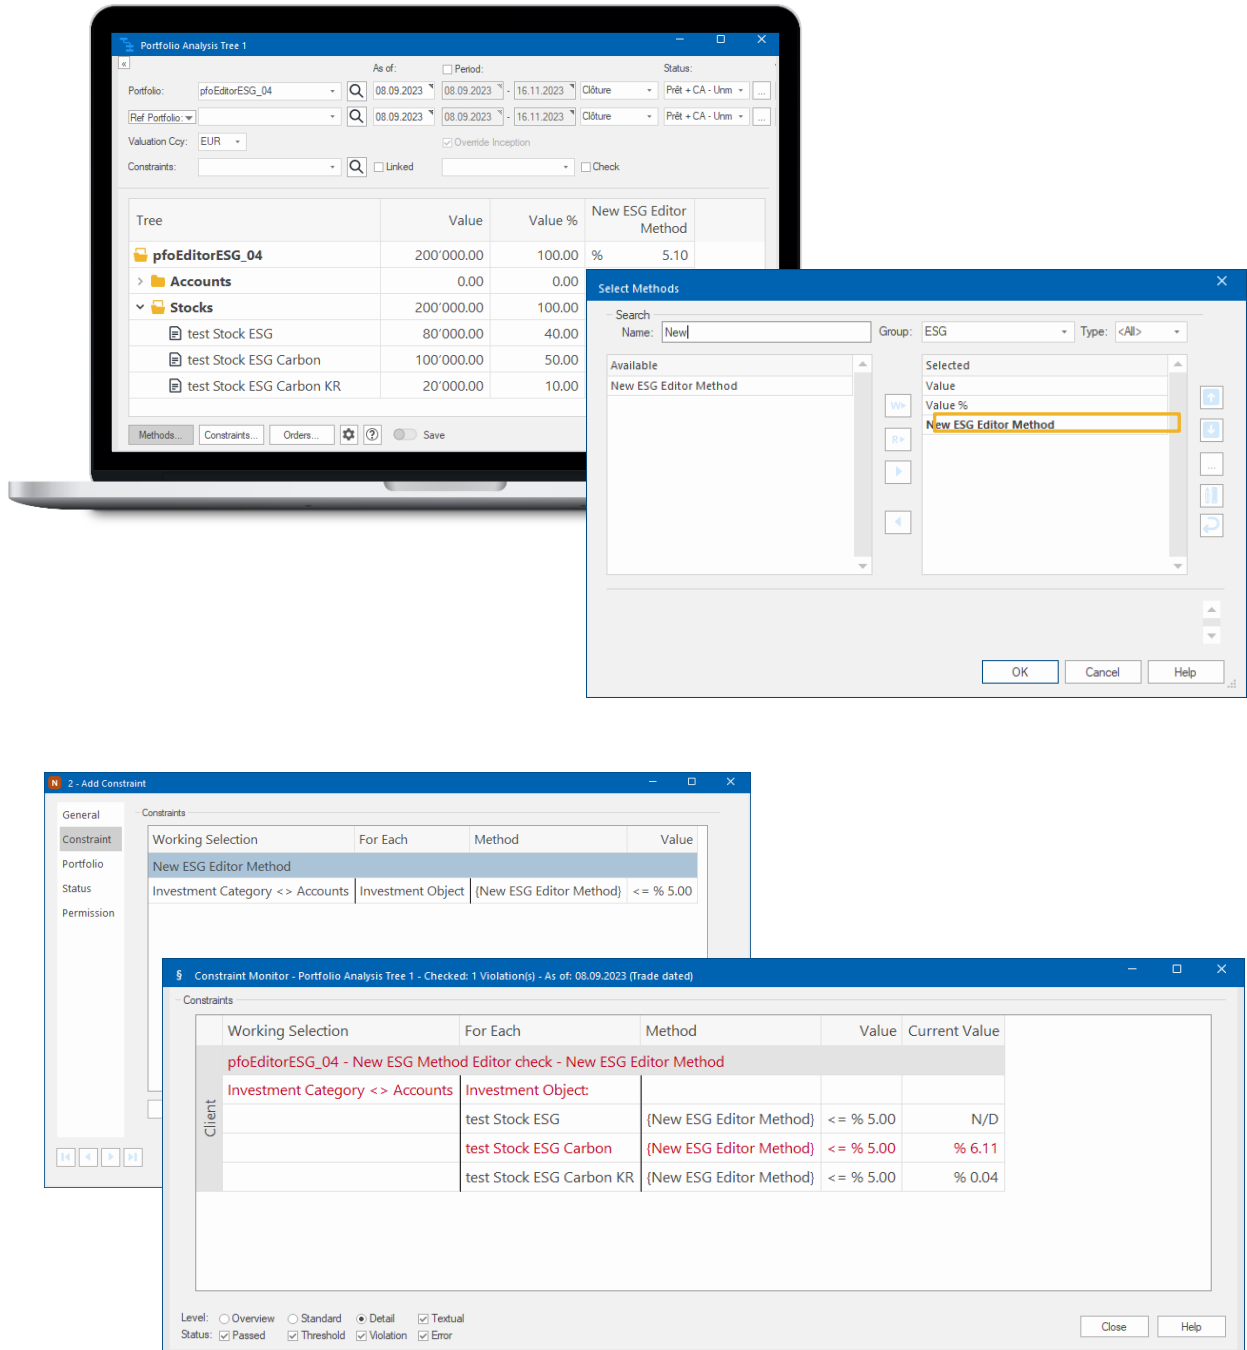 Portfolio Analysis Tree 1
As of: Period: Status:
Portfolio: pfoEditorESG_04 08.09.2023 08.09.2023 - 16.11.2023 Clôture Prêt + CA - Unm ...
Ref Portfolio: 08.09.2023 08.09.2023 - 16.11.2023 Clôture Prêt + CA - Unm ...
Valuation Ccy: EUR Override Inception
Constraints: Linked Check
Tree Value Value % New ESG Editor
Method
pfoEditorESG_04 200'000.00 100.00 % 5.10
Accounts 0.00 0.00
Stocks 200'000.00 100.00
test Stock ESG 80'000.00 40.00
test Stock ESG Carbon 100'000.00 50.00
test Stock ESG Carbon KR 20'000.00 10.00
Methods... Constraints... Orders... Save
Select Methods
Search
Name: New Group: ESG Type: <All>
Available Selected
New ESG Editor Method Value
Value %
New ESG Editor Method
W
R
...
OK Cancel Help
N 2 - Add Constraint
General Constraints
Constraint Working Selection For Each Method Value
Portfolio New ESG Editor Method
Status Investment Category <> Accounts Investment Object {New ESG Editor Method} <= % 5.00
Permission
§ Constraint Monitor - Portfolio Analysis Tree 1 - Checked: 1 Violation(s) - As of: 08.09.2023 (Trade dated)
Constraints
Working Selection For Each Method Value Current Value
Client
pfoEditorESG_04 - New ESG Method Editor check - New ESG Editor Method
Investment Category <> Accounts Investment Object:
test Stock ESG {New ESG Editor Method} <= % 5.00 N/D
test Stock ESG Carbon {New ESG Editor Method} <= % 5.00 % 6.11
test Stock ESG Carbon KR {New ESG Editor Method} <= % 5.00 % 0.04
Level: Overview Standard Detail Textual
Status: Passed Threshold Violation Error
Close Help